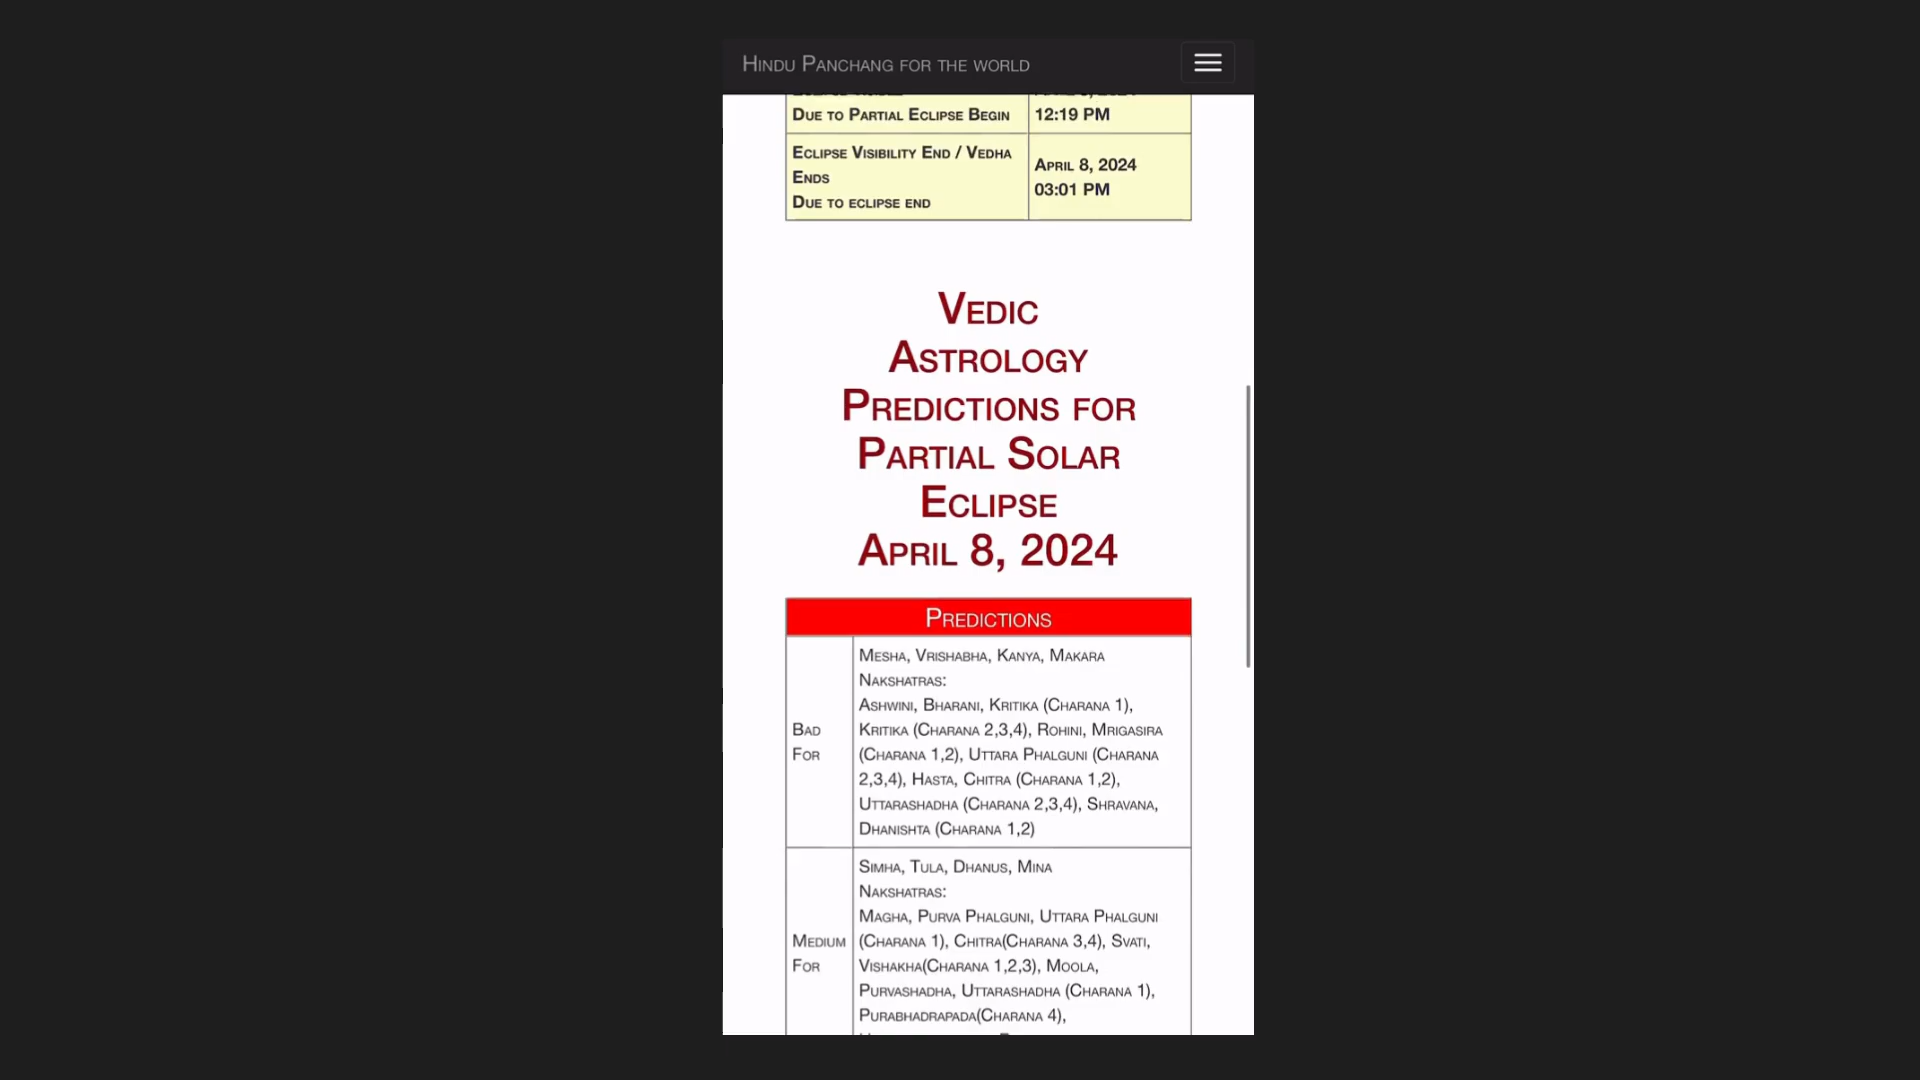 Hindu Panchang for the world
Due to Partial Eclipse Begin
12:19 PM
Eclipse Visibility End / Vedha
Ends
Due to eclipse end
April 8, 2024
03:01 PM
Vedic
Astrology
Predictions for
Partial Solar
Eclipse
April 8, 2024
Predictions
Bad
For
Mesha, Vrishabha, Kanya, Makara
Nakshatras:
Ashwini, Bharani, Kritika (Charana 1),
Kritika (Charana 2,3,4), Rohini, Mrigasira
(Charana 1,2), Uttara Phalguni (Charana
2,3,4), Hasta, Chitra (Charana 1,2),
Uttarashadha (Charana 2,3,4), Shravana,
Dhanishta (Charana 1,2)
Medium
For
Simha, Tula, Dhanus, Mina
Nakshatras:
Magha, Purva Phalguni, Uttara Phalguni
(Charana 1), Chitra(Charana 3,4), Svati,
Vishakha(Charana 1,2,3), Moola,
Purvashadha, Uttarashadha (Charana 1),
Purabhadrapada(Charana 4),